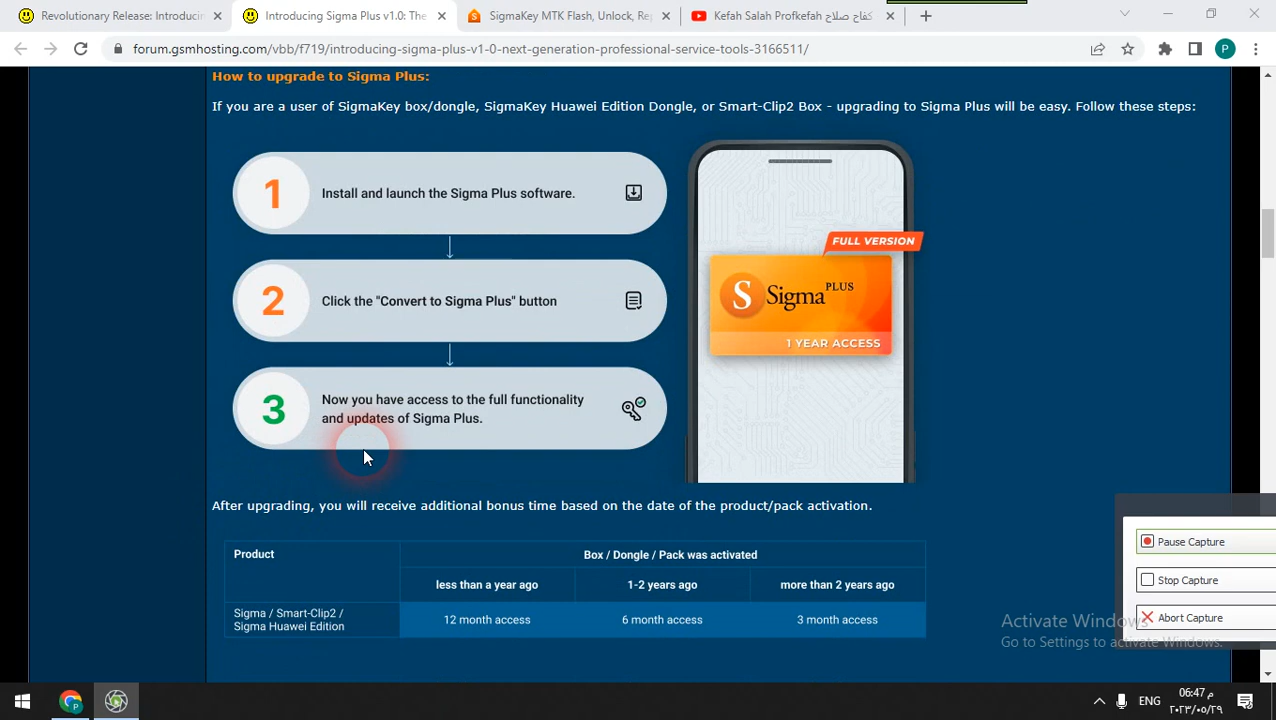 Revolutionary Release: Introducin
Introducing Sigma Plus v1.0: The
SigmaKey MTK Flash, Unlock, Rep
Kefah Salah Profkefah كفاح صلاح
forum.gsmhosting.com/vbb/f719/introducing-sigma-plus-v1-0-next-generation-professional-service-tools-3166511/
P
How to upgrade to Sigma Plus:
If you are a user of SigmaKey box/dongle, SigmaKey Huawei Edition Dongle, or Smart-Clip2 Box - upgrading to Sigma Plus will be easy. Follow these steps:
1
Install and launch the Sigma Plus software.
2
Click the "Convert to Sigma Plus" button
3
Now you have access to the full functionality
and updates of Sigma Plus.
FULL VERSION
S Sigma PLUS
1 YEAR ACCESS
After upgrading, you will receive additional bonus time based on the date of the product/pack activation.
Product
Box / Dongle / Pack was activated
less than a year ago
1-2 years ago
more than 2 years ago
Sigma / Smart-Clip2 /
Sigma Huawei Edition
12 month access
6 month access
3 month access
Pause Capture
Stop Capture
Abort Capture
Activate Windows
Go to Settings to activate Windows.
ENG
06:47 م
٢٠٢٣/٠٥/٢٩